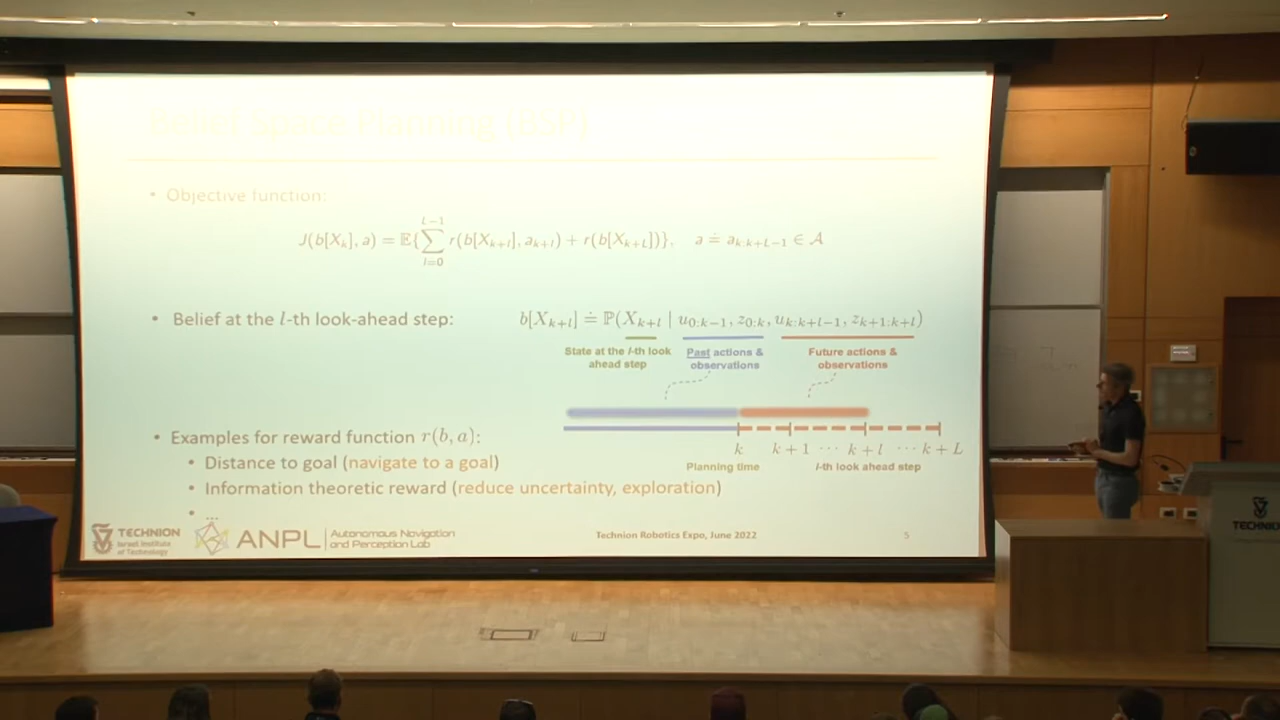 Belief Space Planning (BSP)
• Objective function:
J(b[X_k], a) = 𝔼{∑_{l=0}^{L−1} r(b[X_{k+l}], a_{k+l}) + r(b[X_{k+L}])}, a ≐ a_{k:k+L−1} ∈ 𝒜
• Belief at the l-th look-ahead step: b[X_{k+l}] ≐ ℙ(X_{k+l} | u_{0:k−1}, z_{0:k}, u_{k:k+l−1}, z_{k+1:k+l})
State at the l-th look ahead step
Past actions & observations
Future actions & observations
• Examples for reward function r(b, a):
k k + 1 ··· k + l ··· k + L
Planning time l-th look ahead step
• Distance to goal (navigate to a goal)
• Information theoretic reward (reduce uncertainty, exploration)
• ...
TECHNION
Israel Institute
of Technology
ANPL
Autonomous Navigation
and Perception Lab
Technion Robotics Expo, June 2022
5
TECHNION